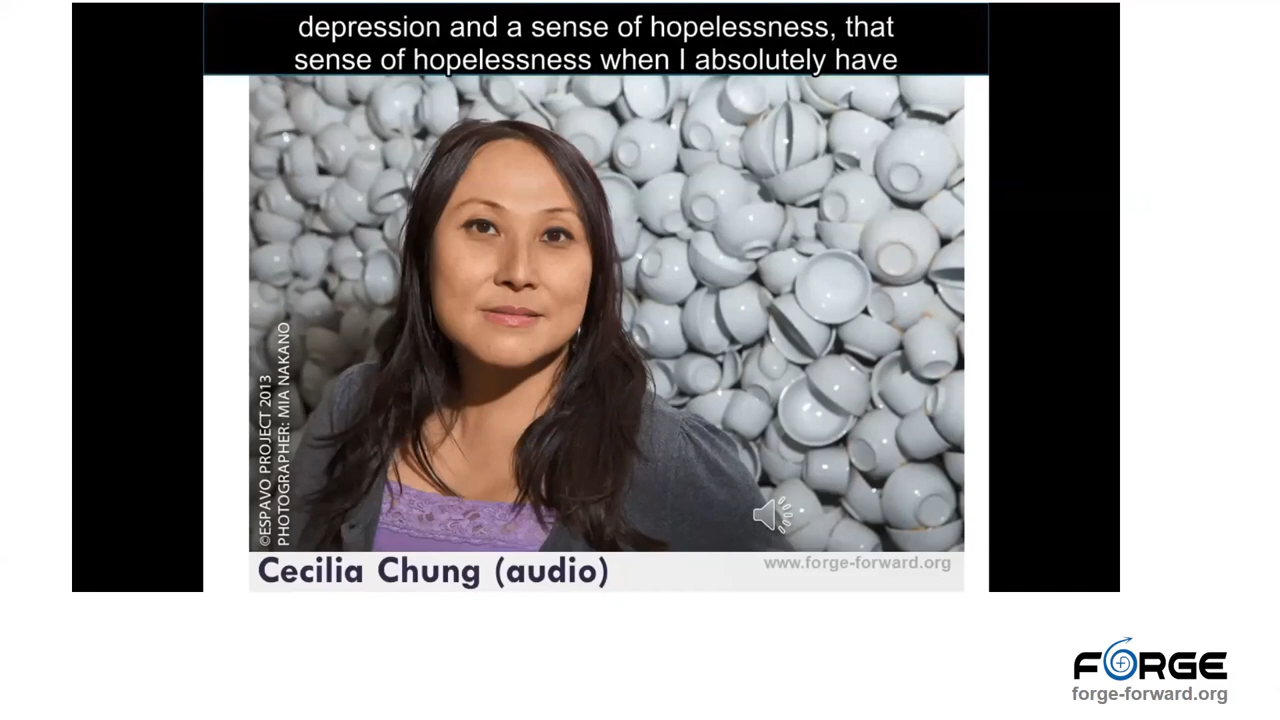 depression and a sense of hopelessness, that
sense of hopelessness when I absolutely have
©ESPAVO PROJECT 2013
PHOTOGRAPHER: MIA NAKANO
Cecilia Chung (audio)
www.forge-forward.org
FORGE
forge-forward.org